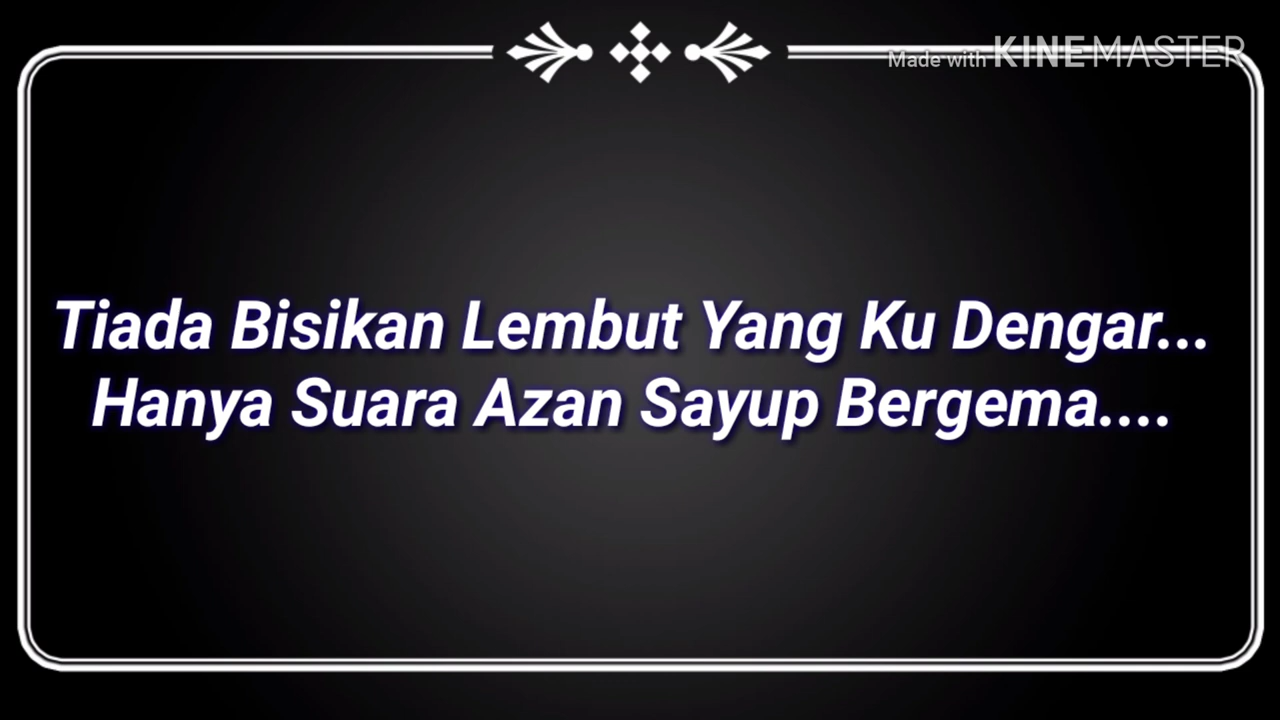 Made with KINEMASTER
Tiada Bisikan Lembut Yang Ku Dengar...
Hanya Suara Azan Sayup Bergema....